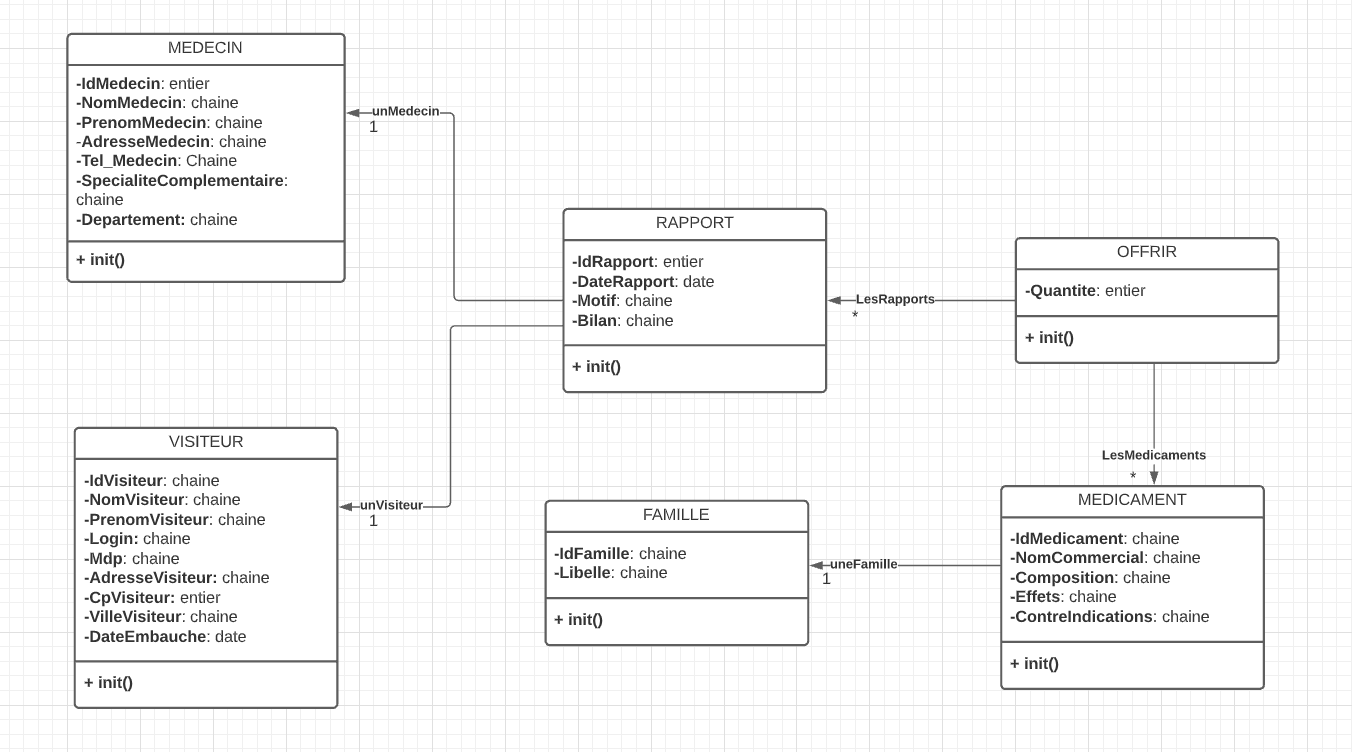 MEDECIN
-IdMedecin: entier
-NomMedecin: chaine
-PrenomMedecin: chaine
-AdresseMedecin: chaine
-Tel_Medecin: Chaine
-SpecialiteComplementaire:
chaine
-Departement: chaine
+ init()
unMedecin
1
RAPPORT
-IdRapport: entier
-DateRapport: date
-Motif: chaine
-Bilan: chaine
+ init()
LesRapports
*
OFFRIR
-Quantite: entier
+ init()
LesMedicaments
*
VISITEUR
-IdVisiteur: chaine
-NomVisiteur: chaine
-PrenomVisiteur: chaine
-Login: chaine
-Mdp: chaine
-AdresseVisiteur: chaine
-CpVisiteur: entier
-VilleVisiteur: chaine
-DateEmbauche: date
+ init()
unVisiteur
1
FAMILLE
-IdFamille: chaine
-Libelle: chaine
+ init()
uneFamille
1
MEDICAMENT
-IdMedicament: chaine
-NomCommercial: chaine
-Composition: chaine
-Effets: chaine
-ContreIndications: chaine
+ init()